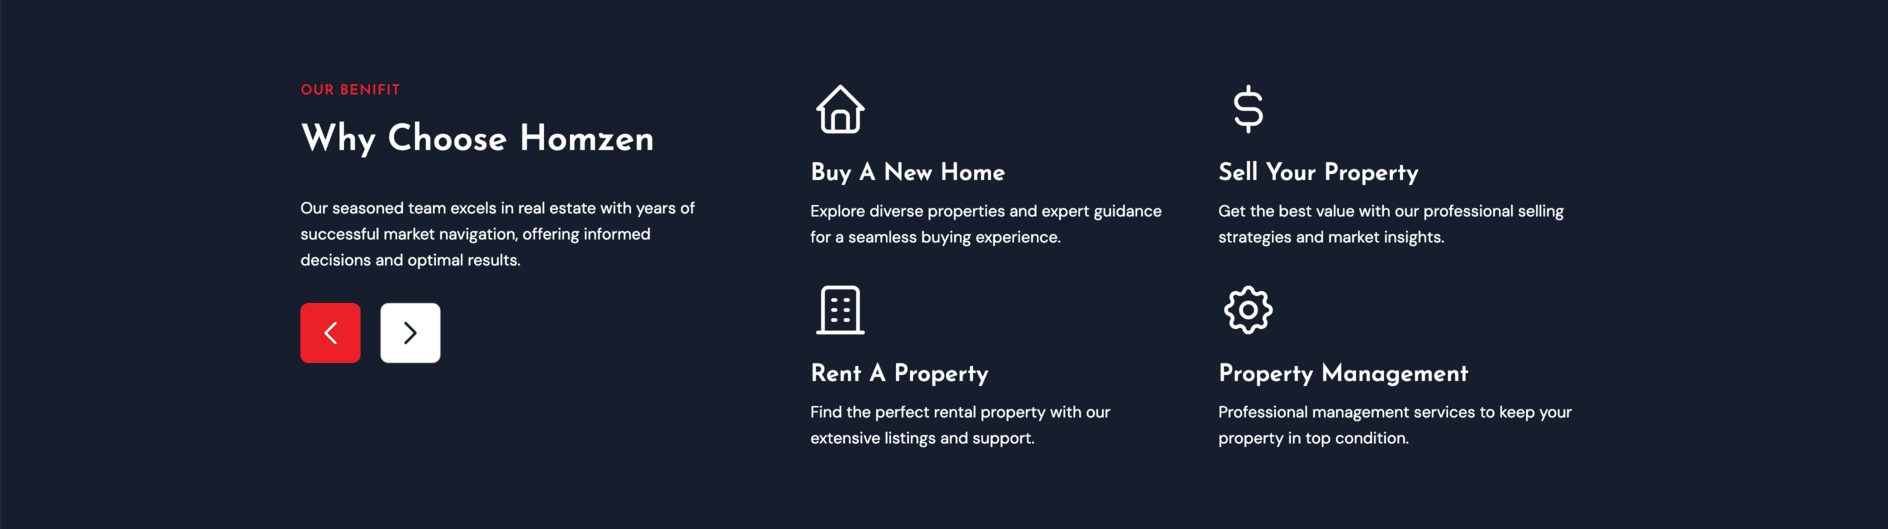 OUR BENIFIT
Why Choose Homzen
Our seasoned team excels in real estate with years of
successful market navigation, offering informed
decisions and optimal results.
Buy A New Home
Explore diverse properties and expert guidance
for a seamless buying experience.
Sell Your Property
Get the best value with our professional selling
strategies and market insights.
Rent A Property
Find the perfect rental property with our
extensive listings and support.
Property Management
Professional management services to keep your
property in top condition.